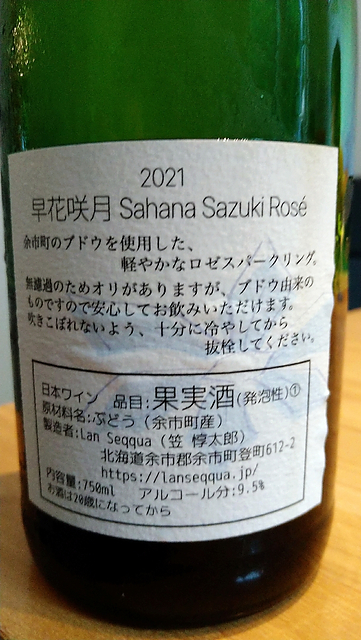 2021
早花咲月 Sahana Sazuki Rosé
余市町のブドウを使用した、
軽やかなロゼスパークリング。
無濾過のためオリがありますが、ブドウ由来の
ものですので安心してお飲みいただけます。
吹きこぼれないよう、十分に冷やしてから
抜栓してください。
日本ワイン 品目:果実酒(発泡性)①
原材料名:ぶどう(余市町産)
製造者:Lan Seqqua(笠 惇太郎)
北海道余市郡余市町登町612-2
https://lanseqqua.jp/
内容量:750ml アルコール分:9.5%
お酒は20歳になってから